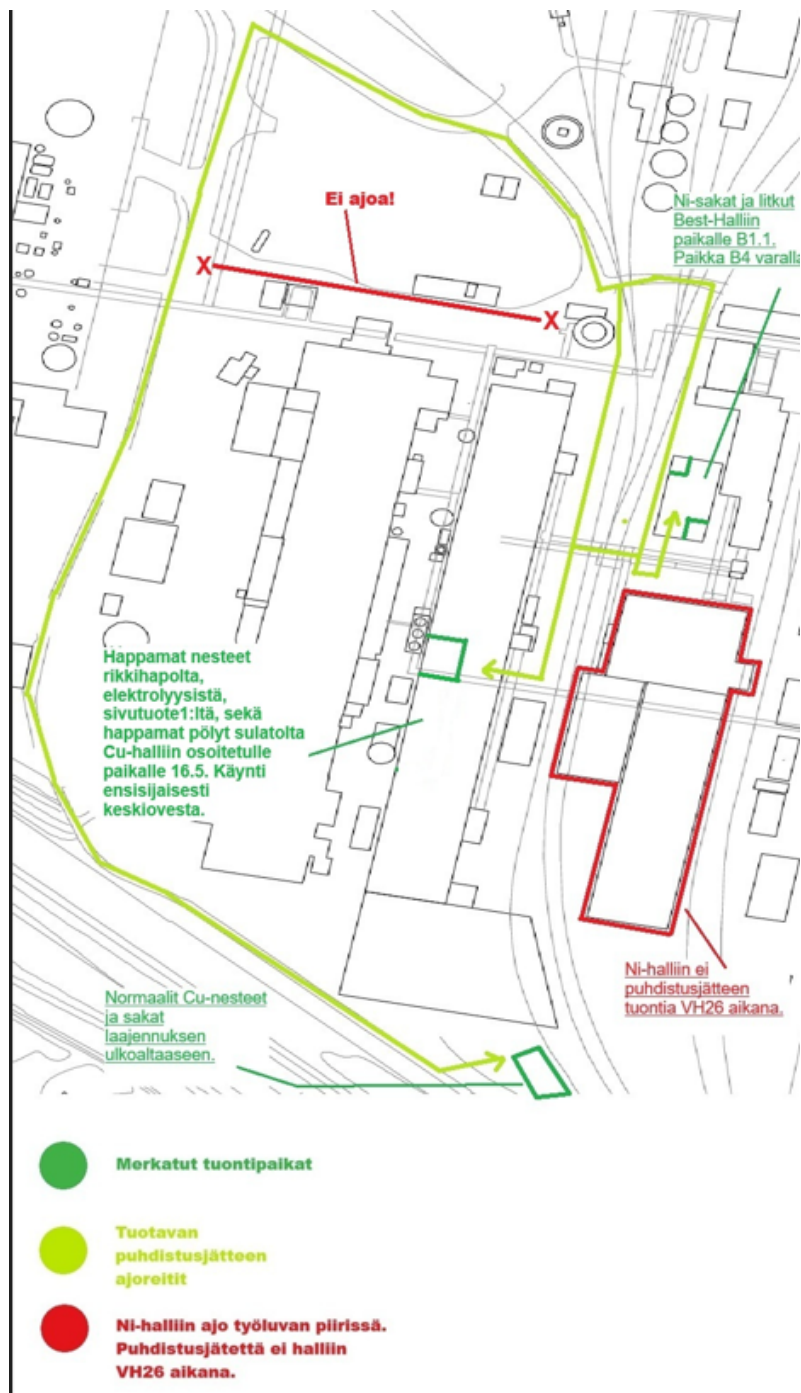 Ei ajoa!
Ni-sakat ja litkut
Best-Halliin
paikalle B1.1.
Paikka B4 varalla
X
X
Happamat nesteet
rikkihapolta,
elektrolyysistä,
sivutuote1:ltä, sekä
happamat pölyt sulatolta
Cu-halliin osoitetulle
paikalle 16.5. Käynti
ensisijaisesti
keskiovesta.
Ni-halliin ei
puhdistusjätteen
tuontia VH26 aikana.
Normaalit Cu-nesteet
ja sakat
laajennuksen
ulkoaltaaseen.
Merkatut tuontipaikat
Tuotavan
puhdistusjätteen
ajoreitit
Ni-halliin ajo työluvan piirissä.
Puhdistusjätettä ei halliin
VH26 aikana.